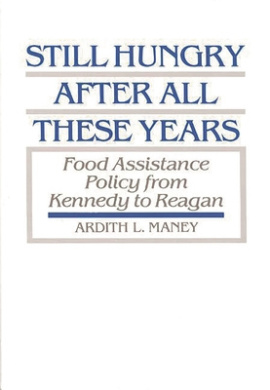 STILL HUNGRY
AFTER ALL
THESE YEARS
Food Assistance
Policy from
Kennedy to Reagan
ARDITH L. MANEY